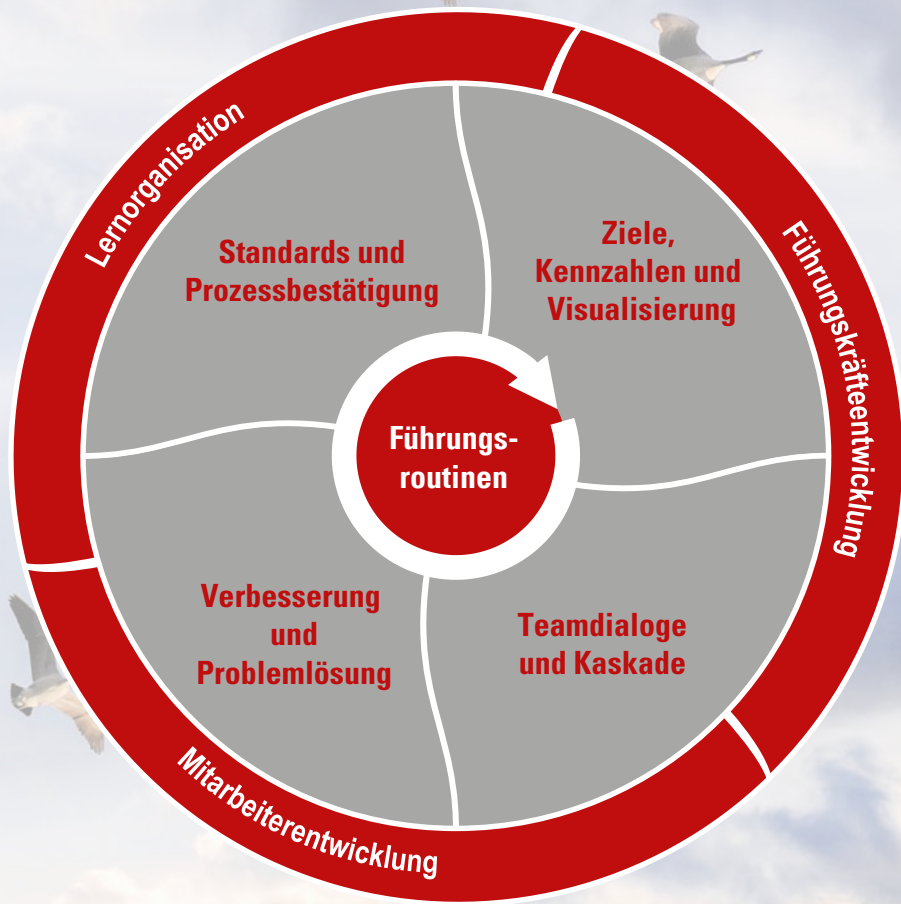 Lernorganisation
Führungskräfteentwicklung
Mitarbeiterentwicklung
Standards und
Prozessbestätigung
Ziele,
Kennzahlen und
Visualisierung
Führungs-
routinen
Verbesserung
und
Problemlösung
Teamdialoge
und Kaskade